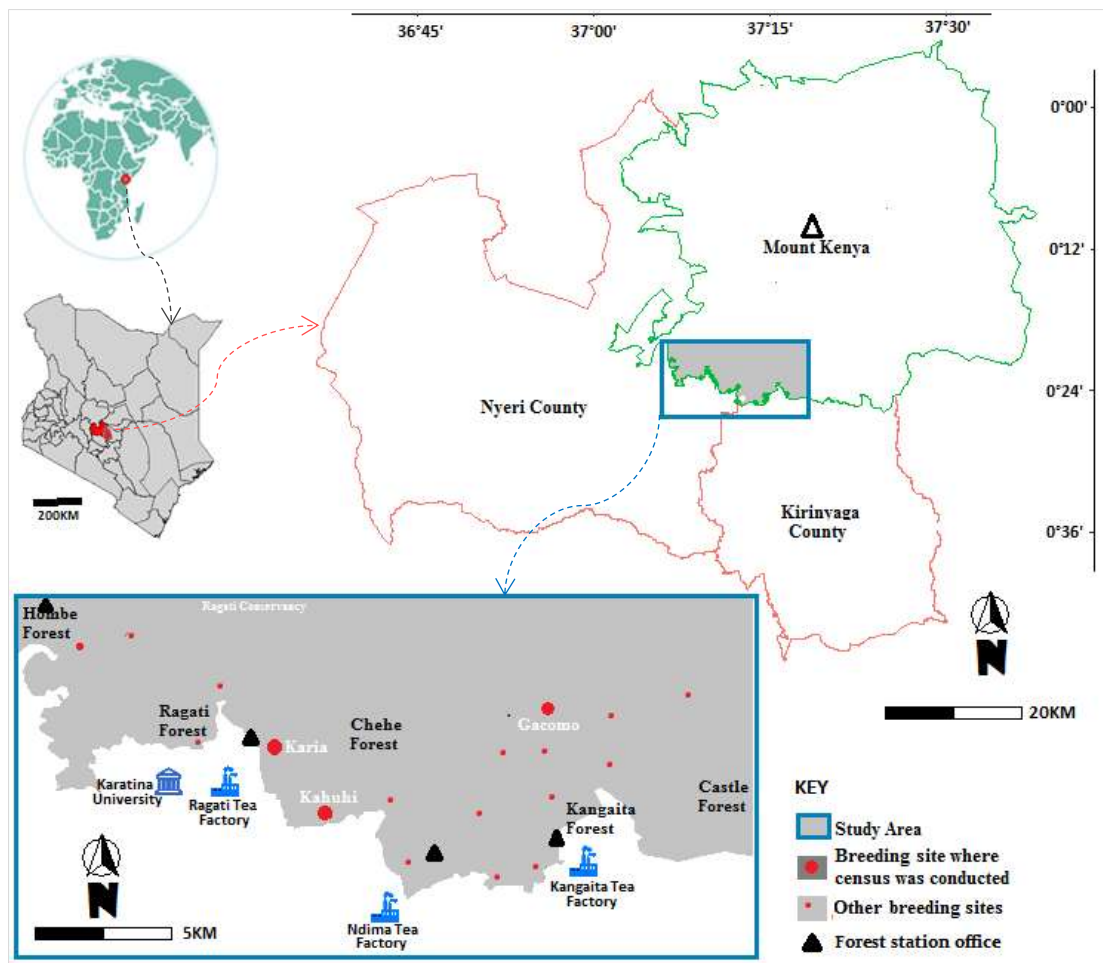 36°45'
37°00'
37°15'
37°30'
0°00'
0°12'
0°24'
0°36'
Mount Kenya
Nyeri County
Kirinyaga
County
200KM
N
20KM
Hombe
Forest
Ragati Conservancy
Ragati
Forest
Chehe
Forest
Gacomo
Karia
Kahuhi
Castle
Forest
Kangaita
Forest
Karatina
University
Ragati Tea
Factory
Kangaita Tea
Factory
Ndima Tea
Factory
N
5KM
KEY
Study Area
Breeding site where
census was conducted
Other breeding sites
Forest station office